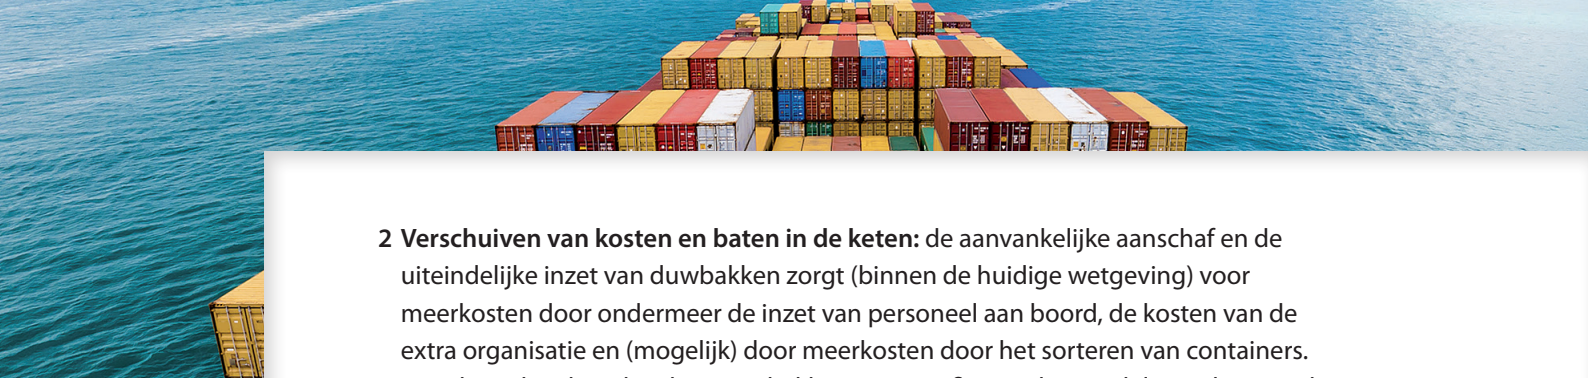 2 Verschuiven van kosten en baten in de keten: de aanvankelijke aanschaf en de
uiteindelijke inzet van duwbakken zorgt (binnen de huidige wetgeving) voor
meerkosten door ondermeer de inzet van personeel aan boord, de kosten van de
extra organisatie en (mogelijk) door meerkosten door het sorteren van containers.